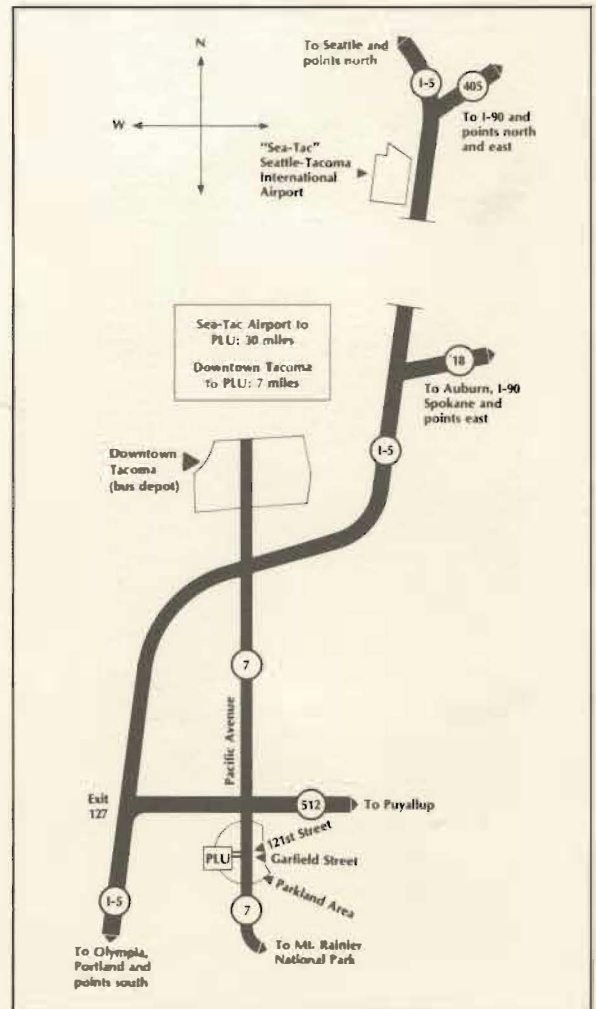 N
W
To Seattle and
points north
I-5
405
To I-90 and
points north
and east
"Sea-Tac"
Seattle-Tacoma
International
Airport
Sea-Tac Airport to
PLU: 30 miles
Downtown Tacoma
to PLU: 7 miles
18
To Auburn, I-90
Spokane and
points east
I-5
Downtown
Tacoma
(bus depot)
7
Pacific Avenue
Exit
127
512
To Puyallup
121st Street
PLU
Garfield Street
Parkland Area
I-5
7
To Olympia,
Portland and
points south
To Mt. Rainier
National Park